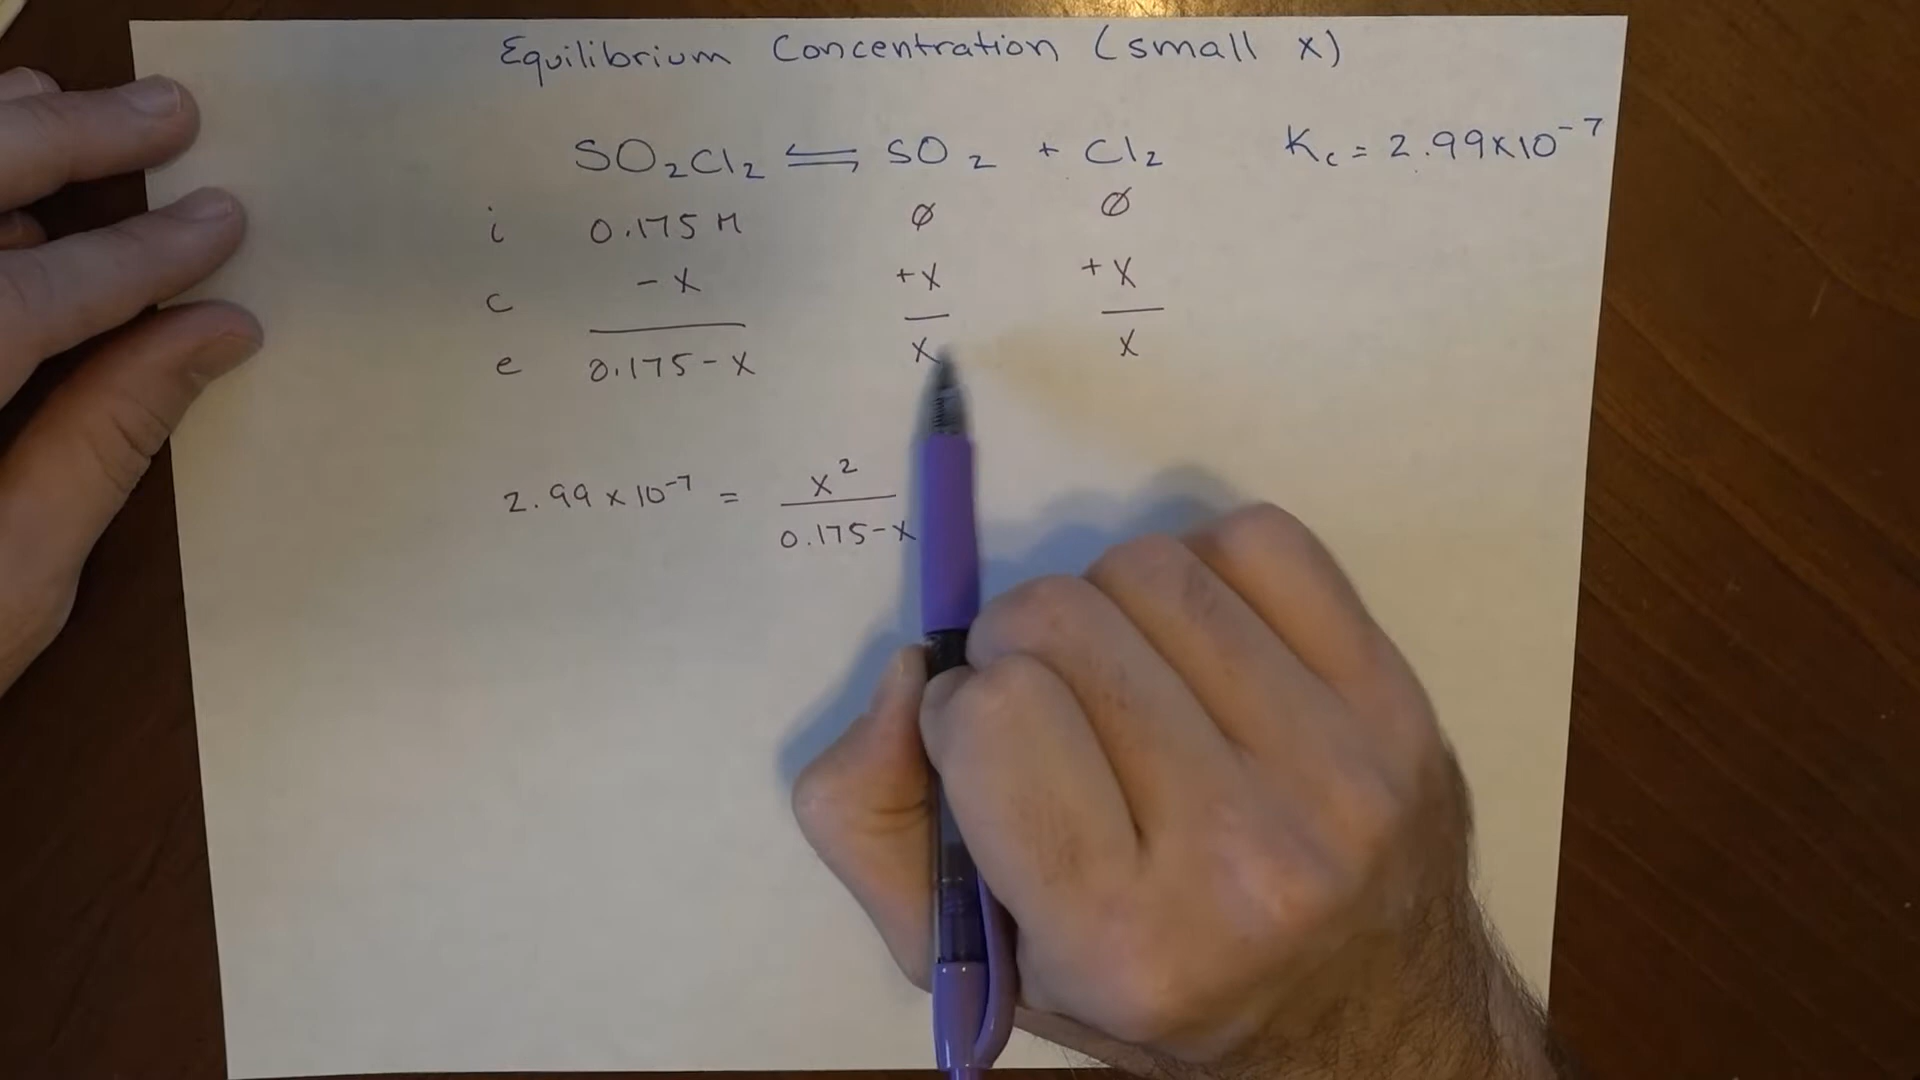 Equilibrium Concentration (small x)
SO₂Cl₂ ⇌ SO₂ + Cl₂ Kc = 2.99x10⁻⁷
i 0.175 M ∅ ∅
c -x +x +x
e 0.175-x x x
2.99 x 10⁻⁷ = x² / 0.175-x